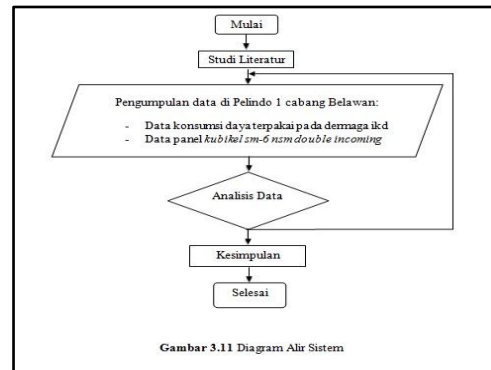 Mulai
Studi Literatur
Pengumpulan data di Pelindo 1 cabang Belawan:
- Data konsumsi daya terpakai pada dermaga ikd
- Data panel kubikel sm-6 nsm double incoming
Analisis Data
Kesimpulan
Selesai
Gambar 3.11 Diagram Alir Sistem